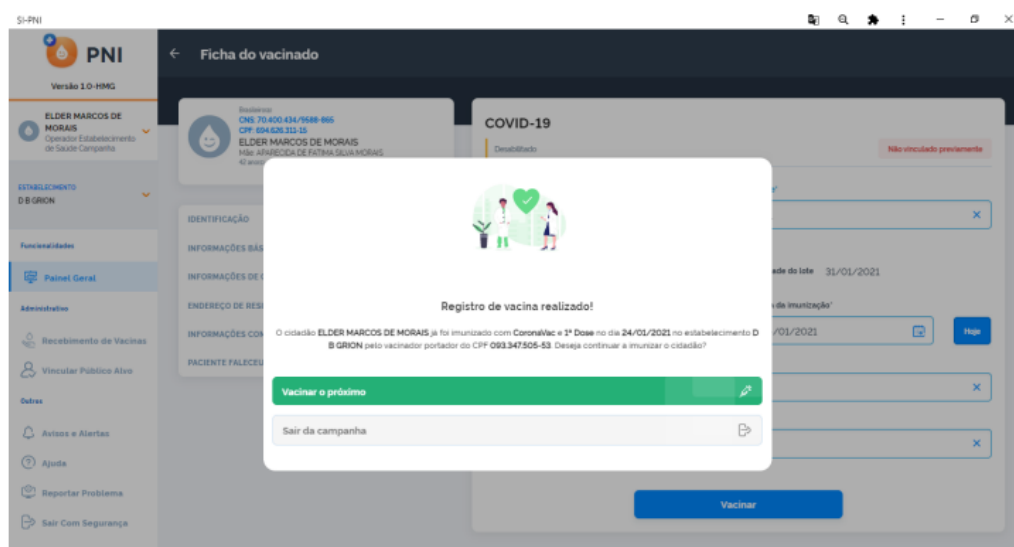 SI-PNI
PNI
Versão 1.0-HMG
ELDER MARCOS DE
MORAIS
Operador Estabelecimento
de Saúde Campanha
ESTABELECIMENTO
D B GRION
Funcionalidades
Painel Geral
Administrativo
Recebimento de Vacinas
Vincular Público Alvo
Outros
Avisos e Alertas
Ajuda
Reportar Problema
Sair Com Segurança
Ficha do vacinado
CPF: 694.626.311-15
ELDER MARCOS DE MORAIS
Mãe: APARECIDA DE FATIMA SILVA MORAIS
IDENTIFICAÇÃO
INFORMAÇÕES BÁS
INFORMAÇÕES DE
ENDEREÇO DE RESI
INFORMAÇÕES CON
PACIENTE FALECEU
COVID-19
Desabilitado
Não vinculado previamente
ade do lote 31/01/2021
da imunização*
/01/2021
Hoje
Vacinar
Registro de vacina realizado!
O cidadão ELDER MARCOS DE MORAIS já foi imunizado com CoronaVac e 1ª Dose no dia 24/01/2021 no estabelecimento D
B GRION pelo vacinador portador do CPF 093.347.505-53. Deseja continuar a imunizar o cidadão?
Vacinar o próximo
Sair da campanha